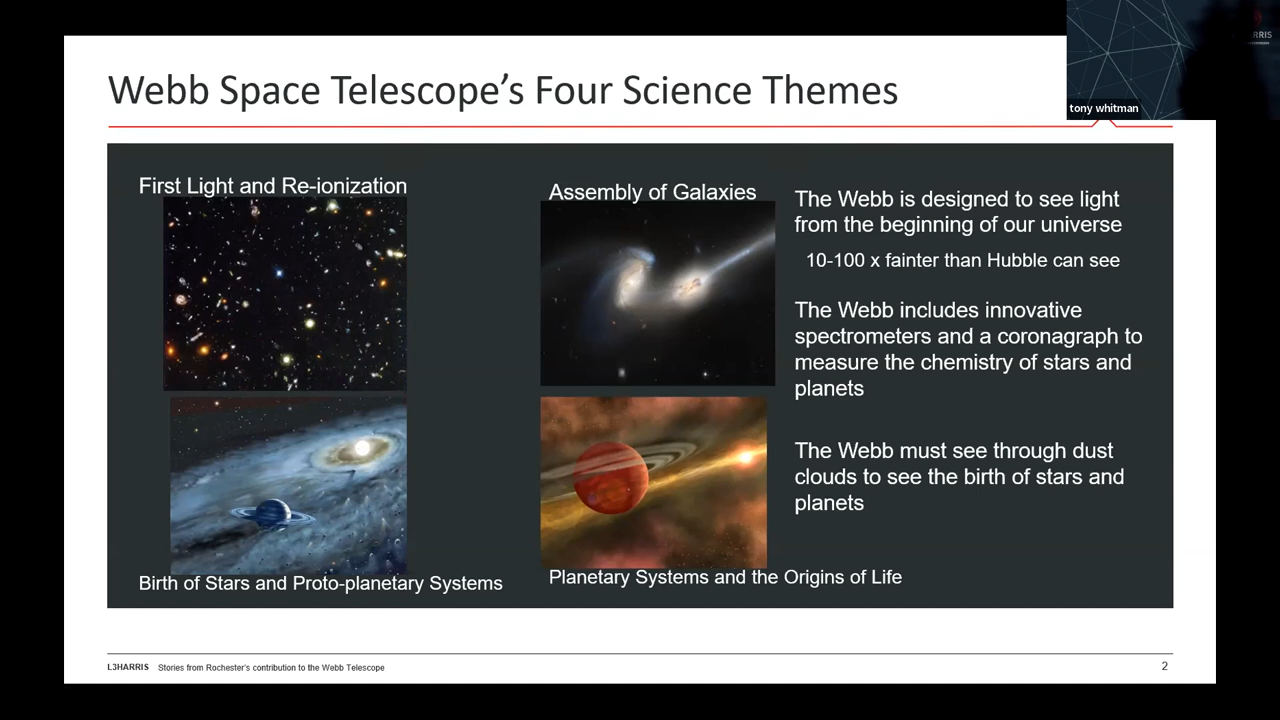 Webb Space Telescope’s Four Science Themes
tony whitman
First Light and Re-ionization
Assembly of Galaxies
The Webb is designed to see light
from the beginning of our universe
10-100 x fainter than Hubble can see
The Webb includes innovative
spectrometers and a coronagraph to
measure the chemistry of stars and
planets
The Webb must see through dust
clouds to see the birth of stars and
planets
Birth of Stars and Proto-planetary Systems
Planetary Systems and the Origins of Life
L3HARRIS Stories from Rochester's contribution to the Webb Telescope
2